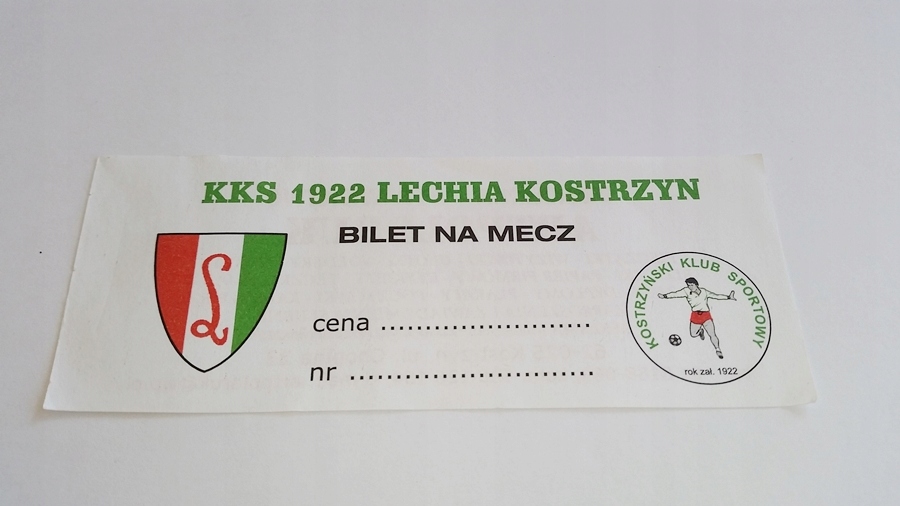 KKS 1922 LECHIA KOSTRZYN
BILET NA MECZ
L
cena ........................
nr ............................
KOSTRZYŃSKI KLUB SPORTOWY
rok zał. 1922